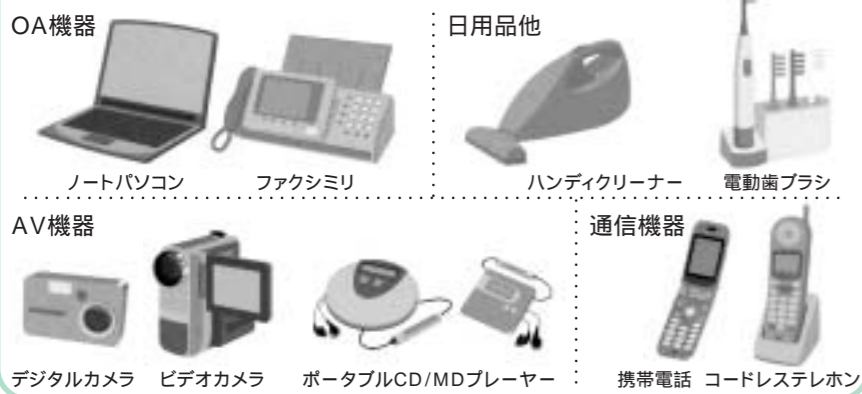 OA機器
ノートパソコン
ファクシミリ
日用品他
ハンディクリーナー
電動歯ブラシ
AV機器
デジタルカメラ
ビデオカメラ
ポータブルCD/MDプレーヤー
通信機器
携帯電話
コードレステレホン